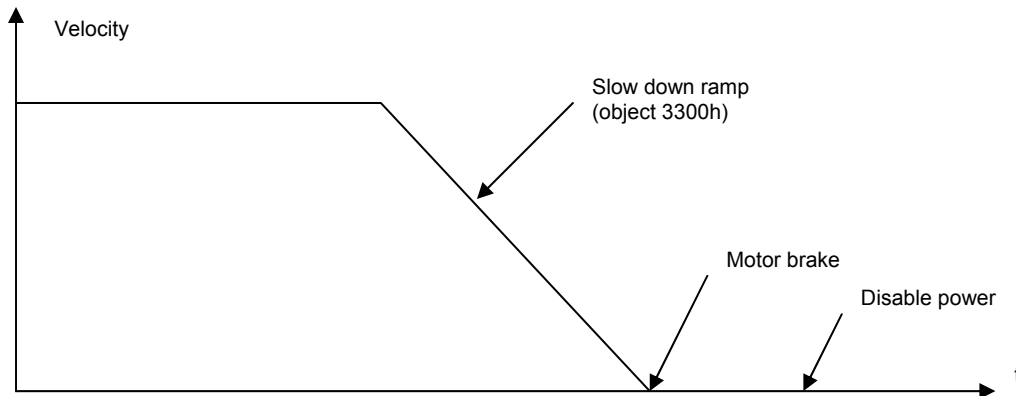 Velocity
Slow down ramp
(object 3300h)
Motor brake
Disable power
t